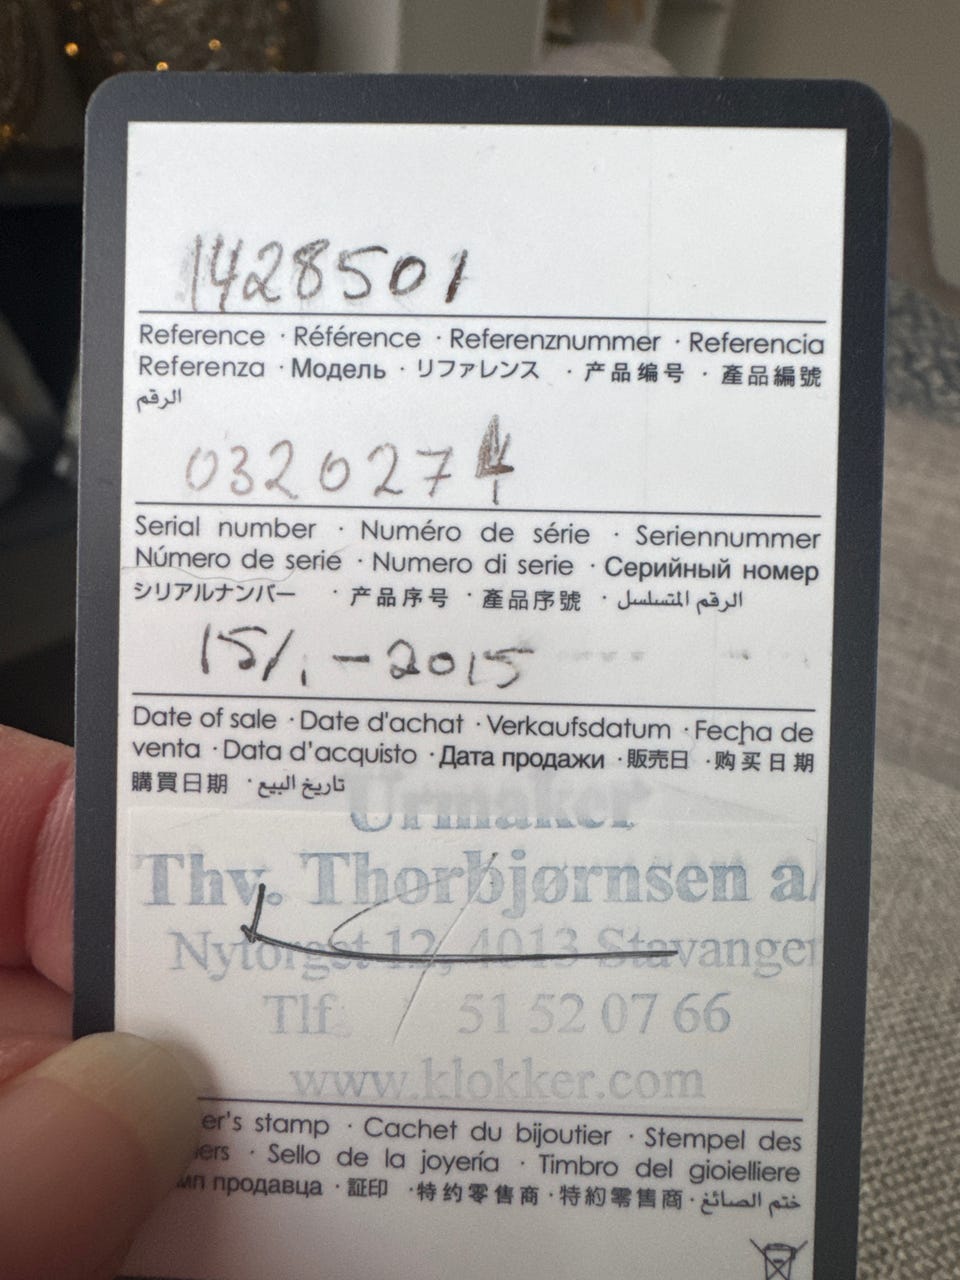 1428501
Reference · Référence · Referenznummer · Referencia
Referenza · Модель · リファレンス · 产品编号 · 產品編號
الرقم
0320274
Serial number · Numéro de série · Seriennummer
Número de serie · Numero di serie · Серийный номер
シリアルナンバー · 产品序号 · 產品序號 · الرقم المتسلسل
15/1-2015
Date of sale · Date d'achat · Verkaufsdatum · Fecha de
venta · Data d'acquisto · Дата продажи · 販売日 · 购买日期
購買日期 · تاريخ البيع
Urmaker
Thv. Thorbjørnsen a/
Nytorget 12, 4013 Stavanger
Tlf. 51 52 07 66
www.klokker.com
er's stamp · Cachet du bijoutier · Stempel des
iers · Sello de la joyería · Timbro del gioielliere
мп продавца · 証印 · 特约零售商 · 特約零售商 · ختم الصائغ